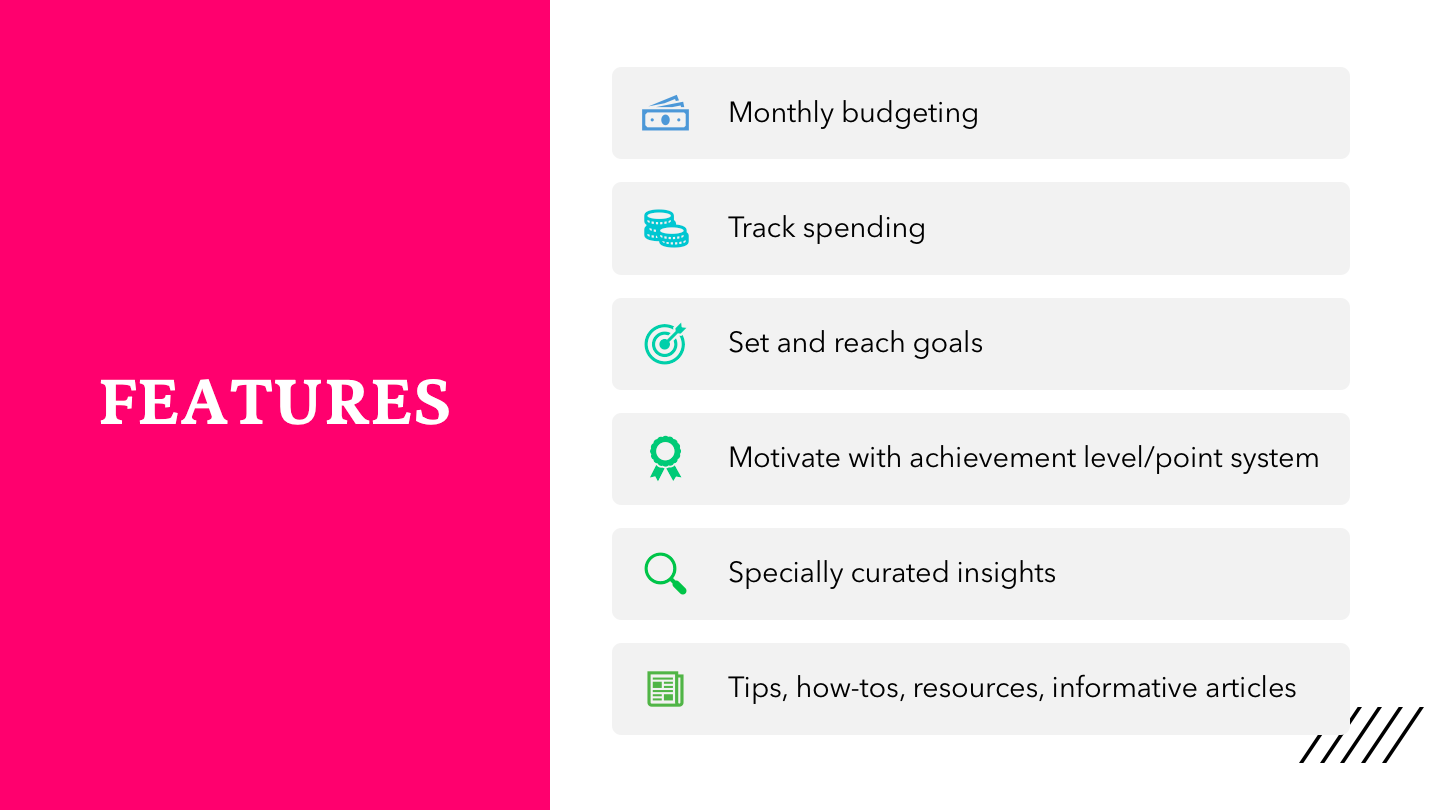 FEATURES
Monthly budgeting
Track spending
Set and reach goals
Motivate with achievement level/point system
Specially curated insights
Tips, how-tos, resources, informative articles